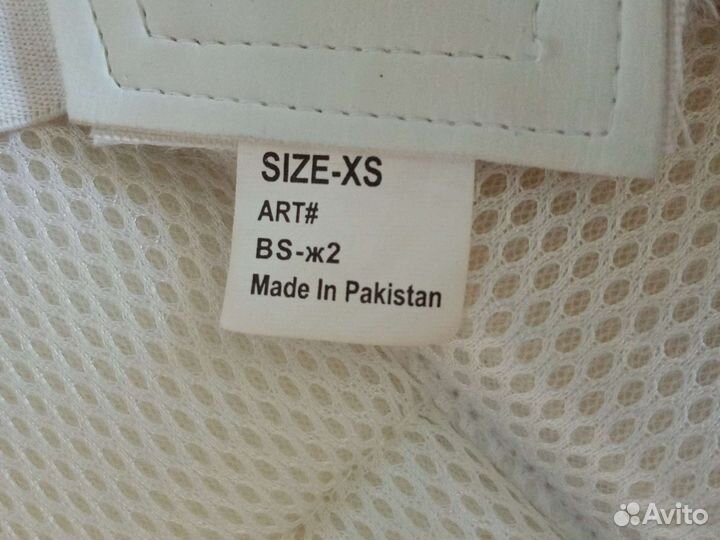 SIZE-XS
ART#
BS-ж2
Made In Pakistan
Avito